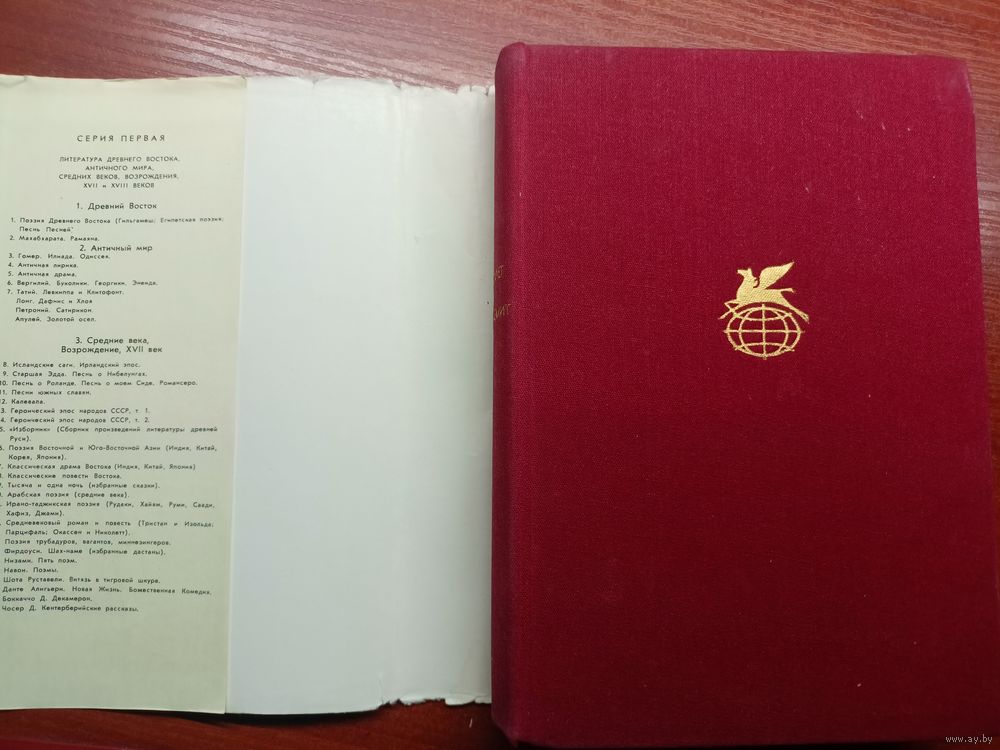 СЕРИЯ ПЕРВАЯ
ЛИТЕРАТУРА ДРЕВНЕГО ВОСТОКА,
АНТИЧНОГО МИРА,
СРЕДНИХ ВЕКОВ, ВОЗРОЖДЕНИЯ,
XVII и XVIII ВЕКОВ
1. Древний Восток
1. Поэзия Древнего Востока (Гильгамеш; Египетская поэзия;
Песнь Песней"
2. Махабхарата. Рамаяна.
2. Античный мир
3. Гомер. Илиада. Одиссея.
4. Античная лирика.
5. Античная драма.
6. Вергилий. Буколики. Георгики. Энеида.
7. Татий. Левкиппа и Клитофонт.
Лонг. Дафнис и Хлоя
Петроний. Сатирикон.
Апулей. Золотой осел.
3. Средние века,
Возрождение, XVII век
8. Исландские саги. Ирландский эпос.
9. Старшая Эдда. Песнь о Нибелунгах.
10. Песнь о Роланде. Песнь о моем Сиде. Романсеро.
11. Песни южных славян.
12. Калевала.
3. Героический эпос народов СССР, т. 1.
4. Героический эпос народов СССР, т. 2.
5. «Изборник» (Сборник произведений литературы древней
Руси).
6. Поэзия Восточной и Юго-Восточной Азии (Индия, Китай,
Корея, Япония).
7. Классическая драма Востока (Индия, Китай, Япония)
Классические повести Востока.
Тысяча и одна ночь (избранные сказки).
Арабская поэзия (средние века).
Ирано-таджикская поэзия (Рудаки, Хайям, Руми, Саади,
Хафиз, Джами).
Средневековый роман и повесть (Тристан и Изольда;
Парцифаль; Окассен и Николетт).
Поэзия трубадуров, вагантов, миннезингеров.
Фирдоуси. Шах-наме (избранные дастаны).
Низами. Пять поэм.
Навои. Поэмы.
Шота Руставели. Витязь в тигровой шкуре.
Данте Алигьери. Новая Жизнь. Божественная Комедия.
Боккаччо Д. Декамерон.
Чосер Д. Кентерберийские рассказы.
www.ay.by